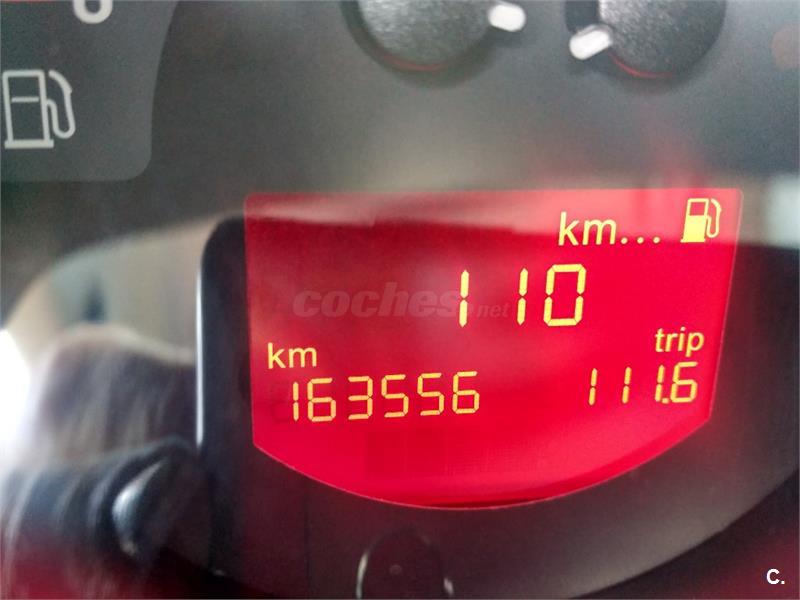 km...
110
coches.net
km trip
163556 111.6
C.